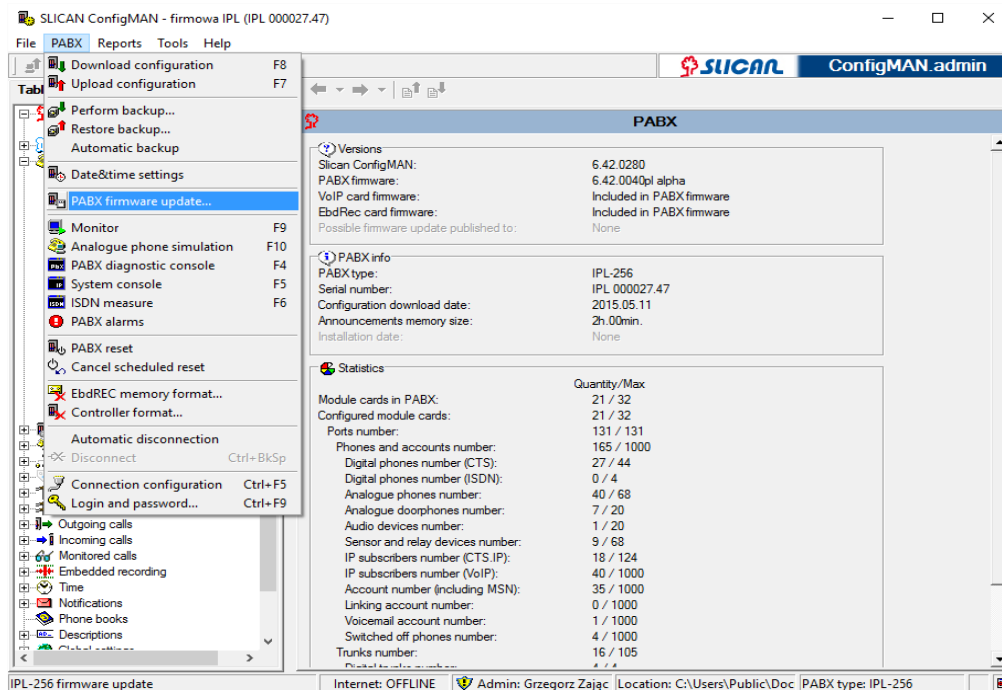 SLICAN ConfigMAN - firmowa IPL (IPL 000027.47)
File PABX Reports Tools Help
Download configuration F8
Upload configuration F7
Perform backup...
Restore backup...
Automatic backup
Date&time settings
PABX firmware update...
Monitor F9
Analogue phone simulation F10
PABX diagnostic console F4
System console F5
ISDN measure F6
PABX alarms
PABX reset
Cancel scheduled reset
EbdREC memory format...
Controller format...
Automatic disconnection
Disconnect Ctrl+BkSp
Connection configuration Ctrl+F5
Login and password... Ctrl+F9
Outgoing calls
Incoming calls
Monitored calls
Embedded recording
Time
Notifications
Phone books
Descriptions
SLICAN ConfigMAN.admin
PABX
Versions
Slican ConfigMAN: 6.42.0280
PABX firmware: 6.42.0040pl alpha
VoIP card firmware: Included in PABX firmware
EbdRec card firmware: Included in PABX firmware
Possible firmware update published to: None
PABX info
PABX type: IPL-256
Serial number: IPL 000027.47
Configuration download date: 2015.05.11
Announcements memory size: 2h.00min.
Installation date: None
Statistics
Quantity/Max
Module cards in PABX: 21 / 32
Configured module cards: 21 / 32
Ports number: 131 / 131
Phones and accounts number: 165 / 1000
Digital phones number (CTS): 27 / 44
Digital phones number (ISDN): 0 / 4
Analogue phones number: 40 / 68
Analogue doorphones number: 7 / 20
Audio devices number: 1 / 20
Sensor and relay devices number: 9 / 68
IP subscribers number (CTS.IP): 18 / 124
IP subscribers number (VoIP): 40 / 1000
Account number (including MSN): 35 / 1000
Linking account number: 0 / 1000
Voicemail account number: 1 / 1000
Switched off phones number: 4 / 1000
Trunks number: 16 / 105
IPL-256 firmware update
Internet: OFFLINE
Admin: Grzegorz Zając
Location: C:\Users\Public\Doc
PABX type: IPL-256